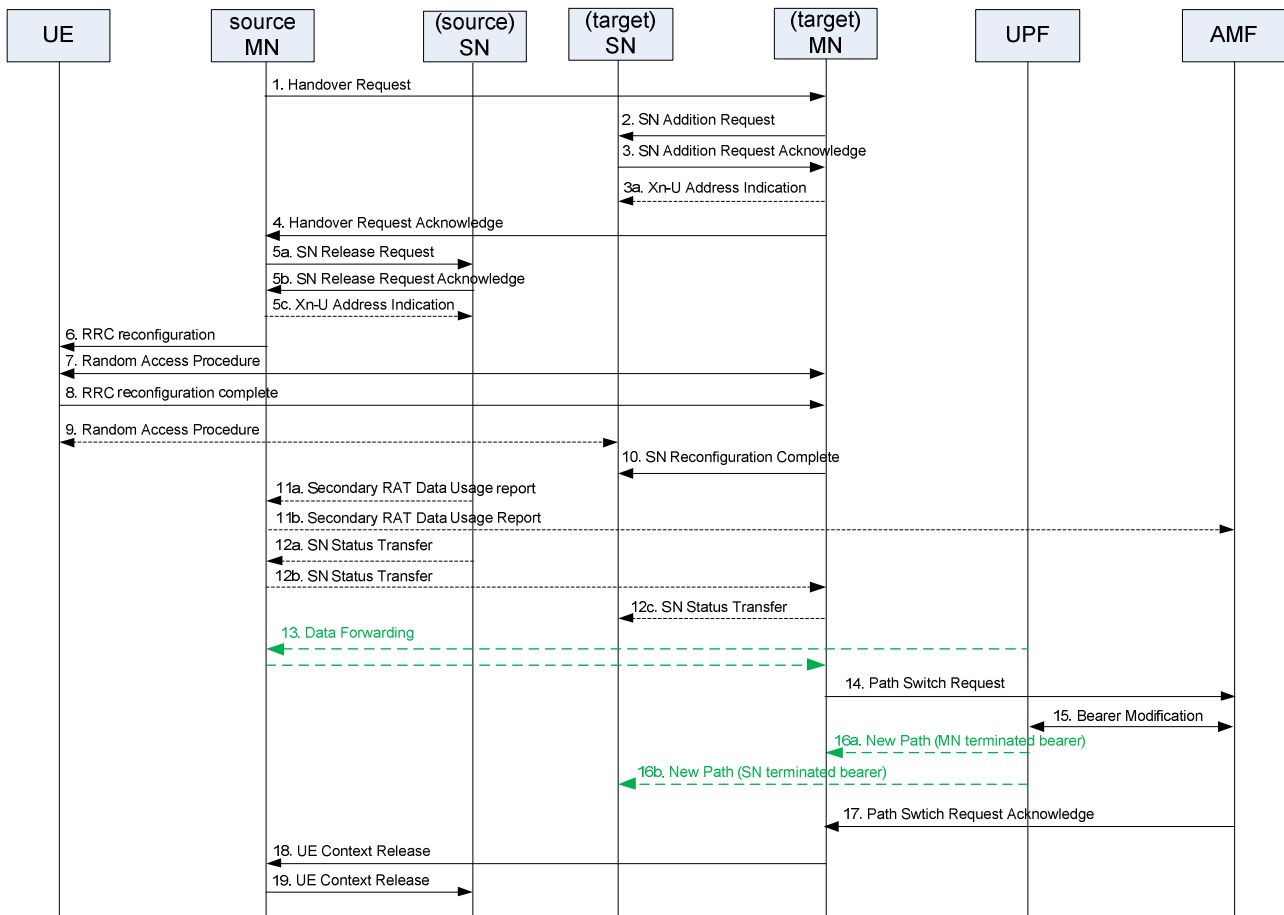 UE
source
MN
(source)
SN
(target)
SN
(target)
MN
UPF
AMF
1. Handover Request
2. SN Addition Request
3. SN Addition Request Acknowledge
3a. Xn-U Address Indication
4. Handover Request Acknowledge
5a. SN Release Request
5b. SN Release Request Acknowledge
5c. Xn-U Address Indication
6. RRC reconfiguration
7. Random Access Procedure
8. RRC reconfiguration complete
9. Random Access Procedure
10. SN Reconfiguration Complete
11a. Secondary RAT Data Usage report
11b. Secondary RAT Data Usage Report
12a. SN Status Transfer
12b. SN Status Transfer
12c. SN Status Transfer
13. Data Forwarding
14. Path Switch Request
15. Bearer Modification
16a. New Path (MN terminated bearer)
16b. New Path (SN terminated bearer)
17. Path Swtich Request Acknowledge
18. UE Context Release
19. UE Context Release